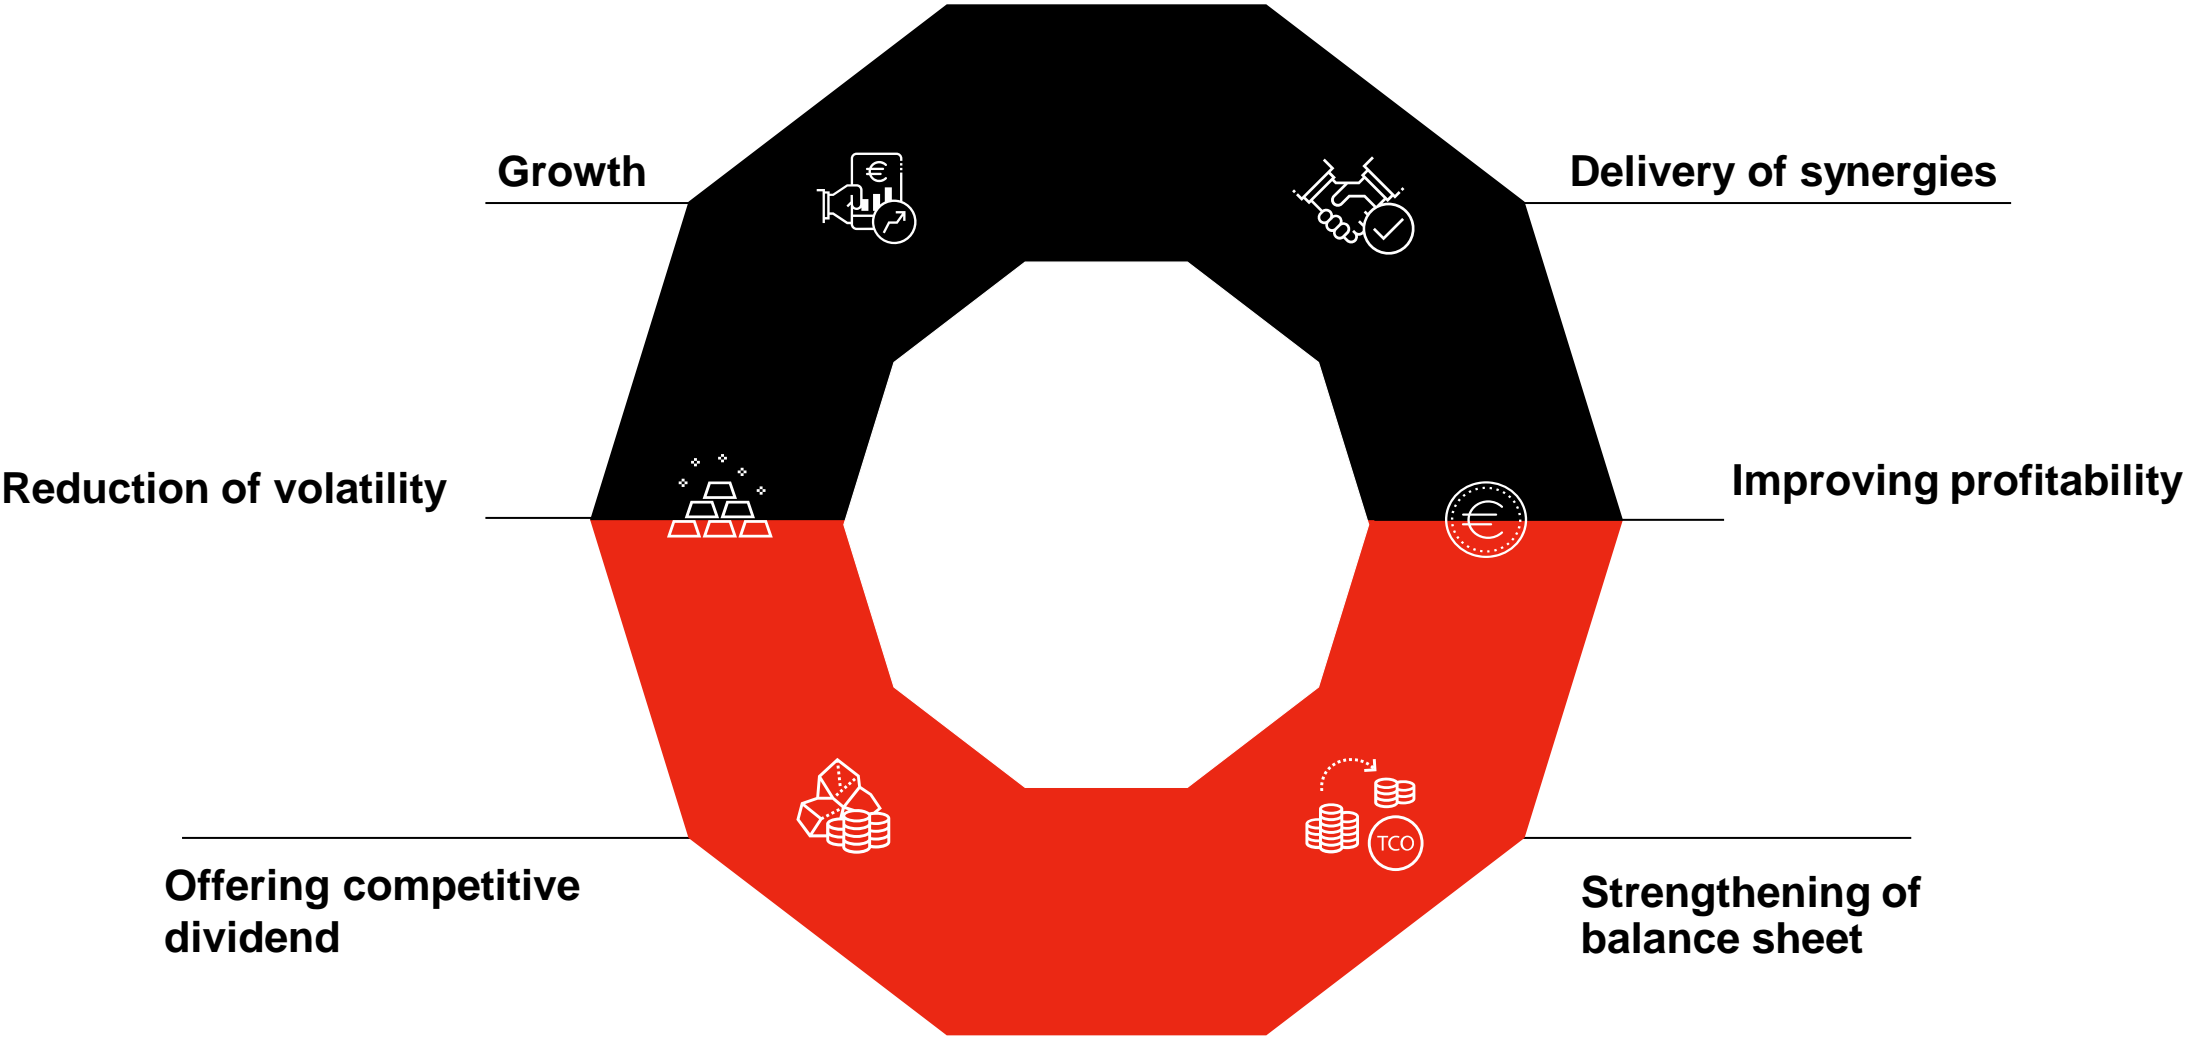 Growth
Delivery of synergies
Reduction of volatility
Improving profitability
TCO
Offering competitive
dividend
Strengthening of
balance sheet